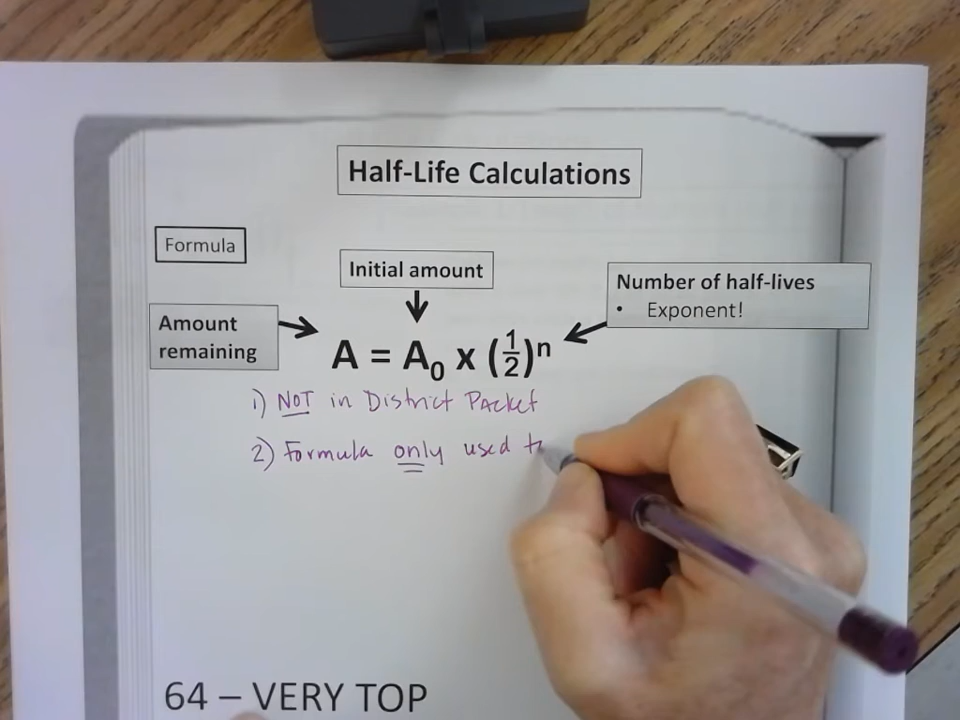 Half-Life Calculations
Formula
Initial amount
Number of half-lives
• Exponent!
Amount
remaining
A = A₀ x (½)ⁿ
1) NOT in District Packet
2) Formula only used
64 – VERY TOP